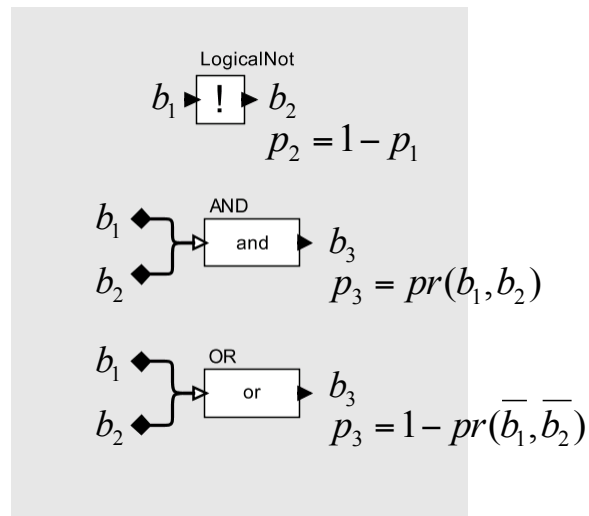 LogicalNot
b₁ ! b₂
p₂ = 1 − p₁
AND
b₁
and
b₂
b₃
p₃ = pr(b₁, b₂)
OR
b₁
or
b₂
b₃
p₃ = 1 − pr(b̅₁, b̅₂)